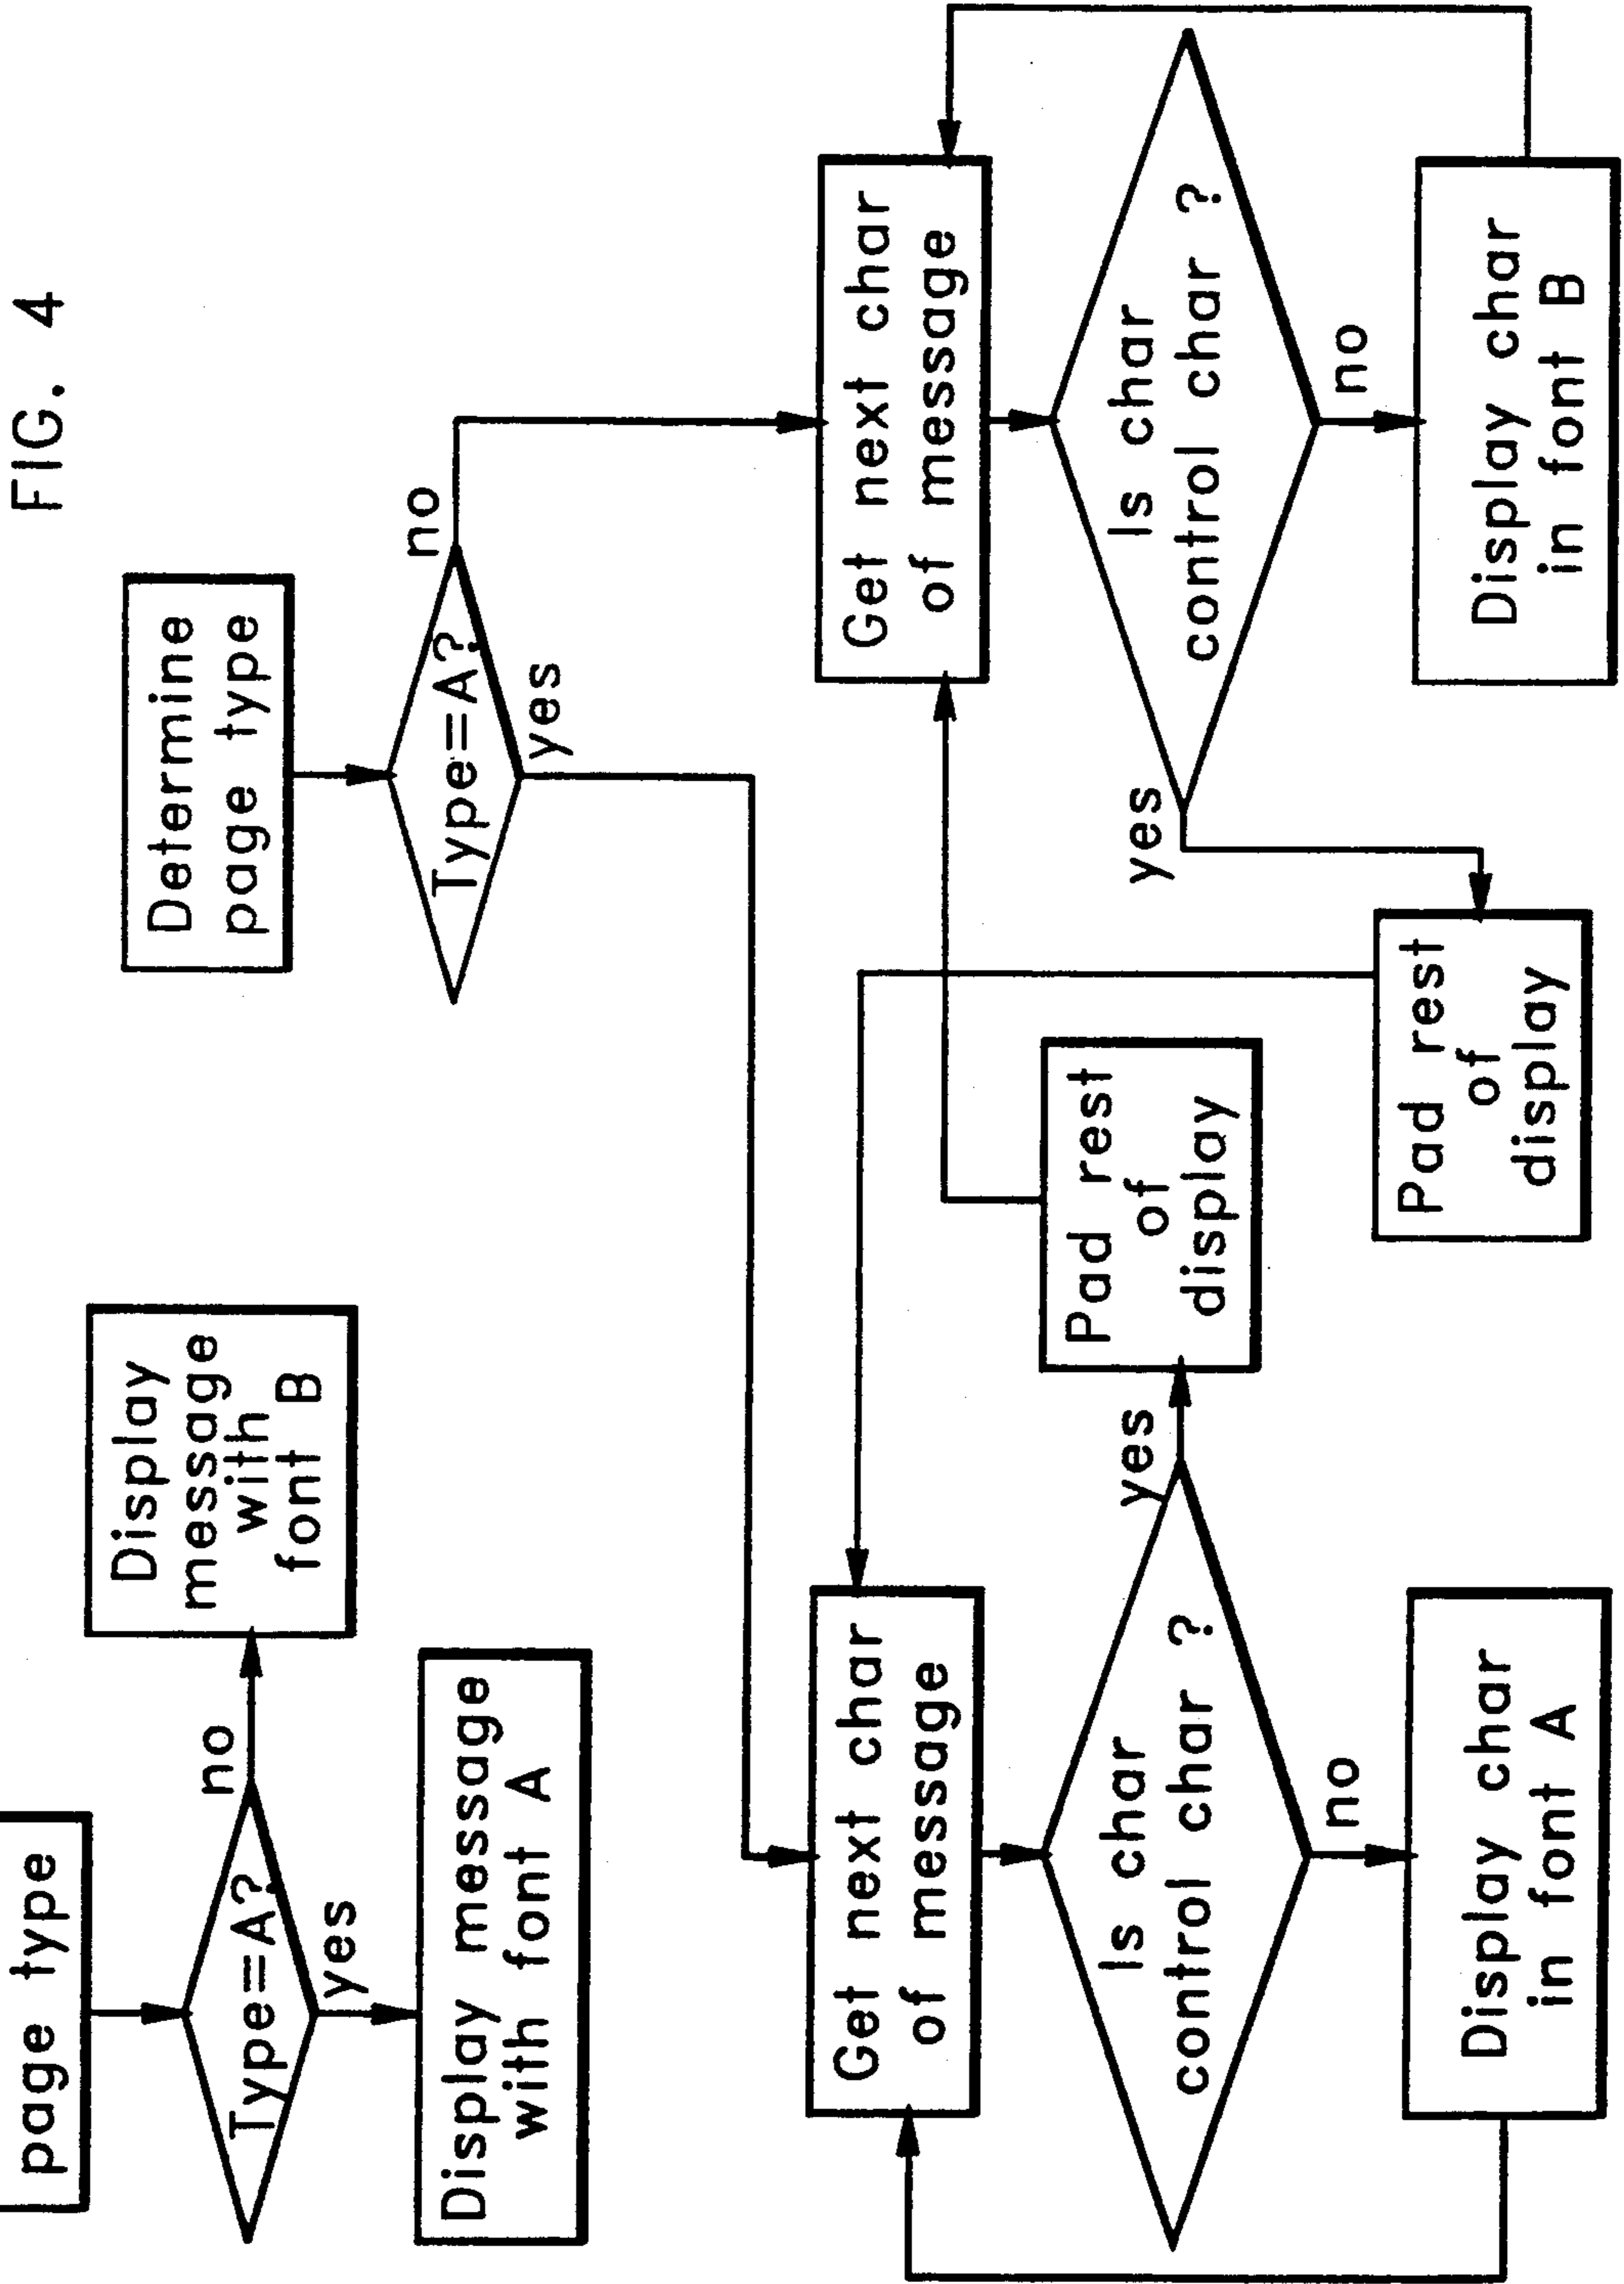 FIG. 4
page type
Type=A?
no
yes
Display
message
with
font B
Display message
with font A
Determine
page type
Type=A?
no
yes
Get next char
of message
Is char
control char ?
yes
no
Pad rest
of
display
Display char
in font A
Get next char
of message
Is char
control char ?
yes
no
Pad rest
of
display
Display char
in font B